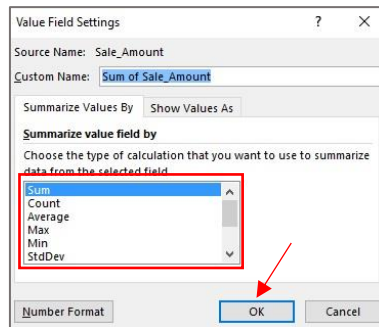 Value Field Settings ? ×
Source Name: Sale_Amount
Custom Name: Sum of Sale_Amount
Summarize Values By Show Values As
Summarize value field by
Choose the type of calculation that you want to use to summarize
data from the selected field
Sum
Count
Average
Max
Min
StdDev
Number Format OK Cancel